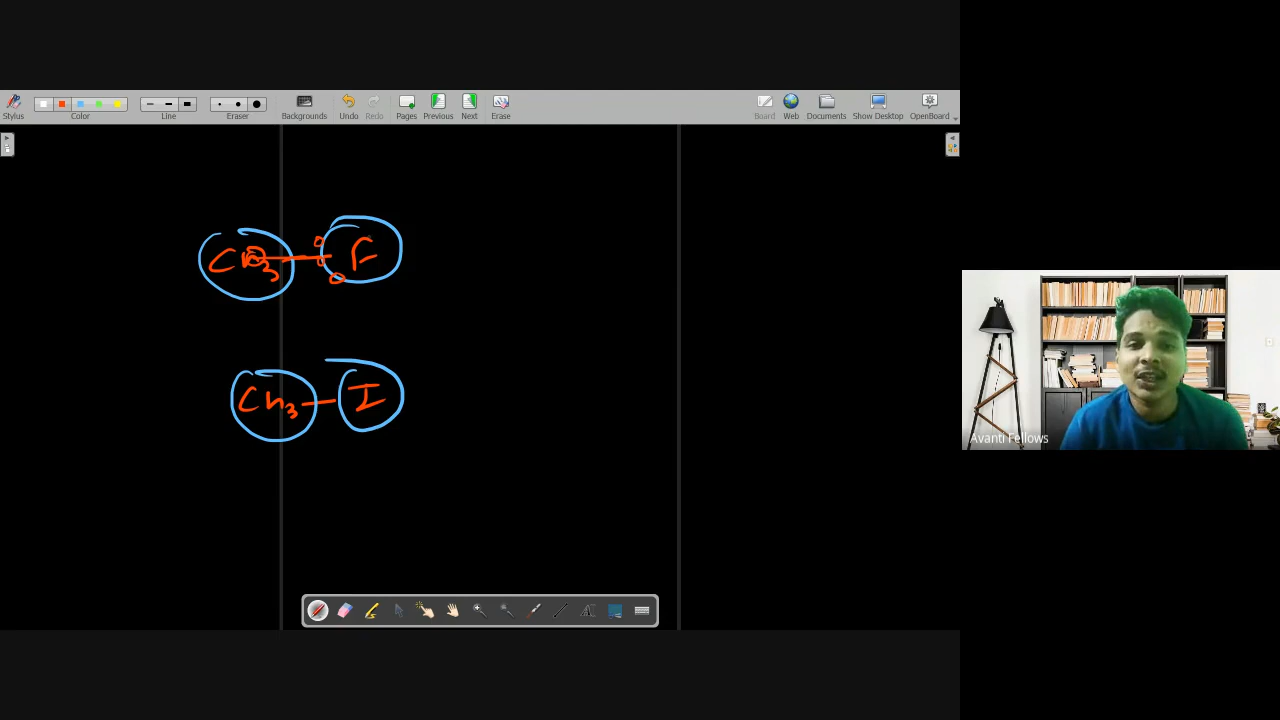 Stylus
Color
Line
Eraser
Backgrounds
Undo
Redo
Pages
Previous
Next
Erase
Board
Web
Documents
Show Desktop
OpenBoard
CH3 — F
CH3 — I
Avanti Fellows